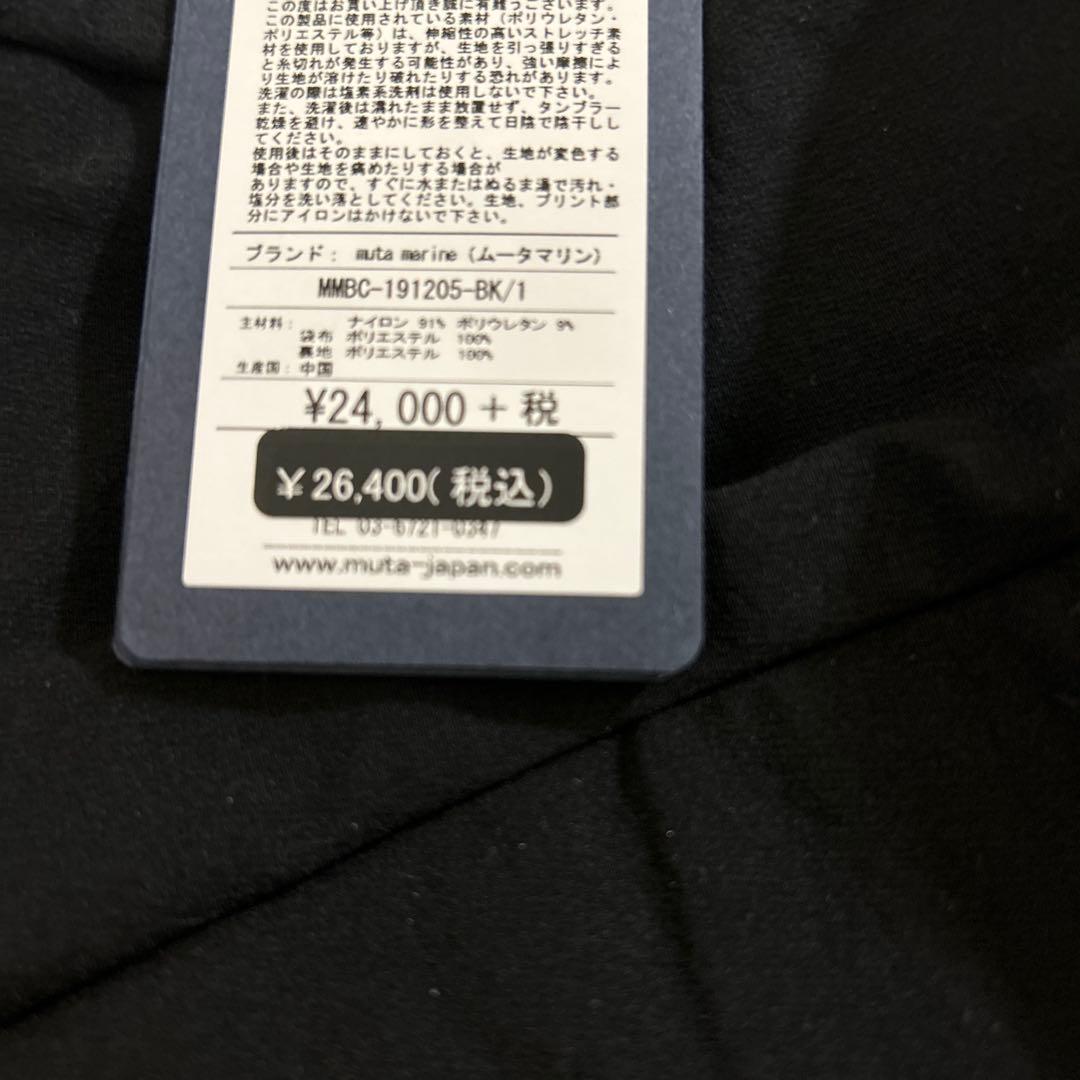 この度はお買い上げ頂き誠に有難うございます。
この製品に使用されている素材（ポリウレタン・
ポリエステル等）は、伸縮性の高いストレッチ素
材を使用しておりますが、生地を引っ張りすぎる
と糸切れが発生する可能性があり、強い摩擦によ
り生地が溶けたり破れたりする恐れがあります。
洗濯の際は塩素系洗剤は使用しないで下さい。
また、洗濯後は濡れたまま放置せず、タンブラー
乾燥を避け、速やかに形を整えて日陰で陰干しし
てください。
使用後はそのままにしておくと、生地が変色する
場合や生地を痛めたりする場合が
ありますので、すぐに水またはぬるま湯で汚れ・
塩分を洗い落としてください。生地、プリント部
分にアイロンはかけないで下さい。
ブランド： muta marine（ムータマリン）
MMBC-191205-BK/1
主材料： ナイロン 91% ポリウレタン 9%
袋布 ポリエステル 100%
裏地 ポリエステル 100%
生産国：中国
¥24,000＋税
¥26,400(税込)
TEL 03-6721-0347
www.muta-japan.com